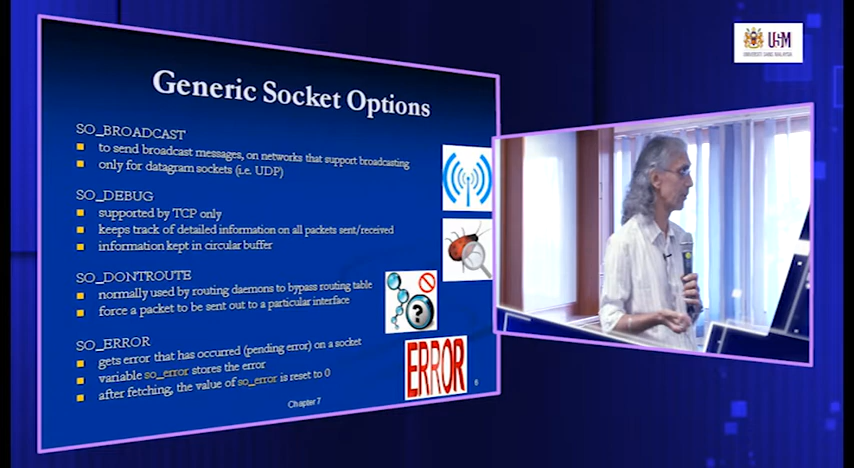 USM
UNIVERSITI SAINS MALAYSIA
Generic Socket Options
SO_BROADCAST
to send broadcast messages, on networks that support broadcasting
only for datagram sockets (i.e. UDP)
SO_DEBUG
supported by TCP only
keeps track of detailed information on all packets sent/received
information kept in circular buffer
SO_DONTROUTE
normally used by routing daemons to bypass routing table
force a packet to be sent out to a particular interface
?
SO_ERROR
gets error that has occurred (pending error) on a socket
variable so_error stores the error
after fetching, the value of so_error is reset to 0
ERROR
6
Chapter 7